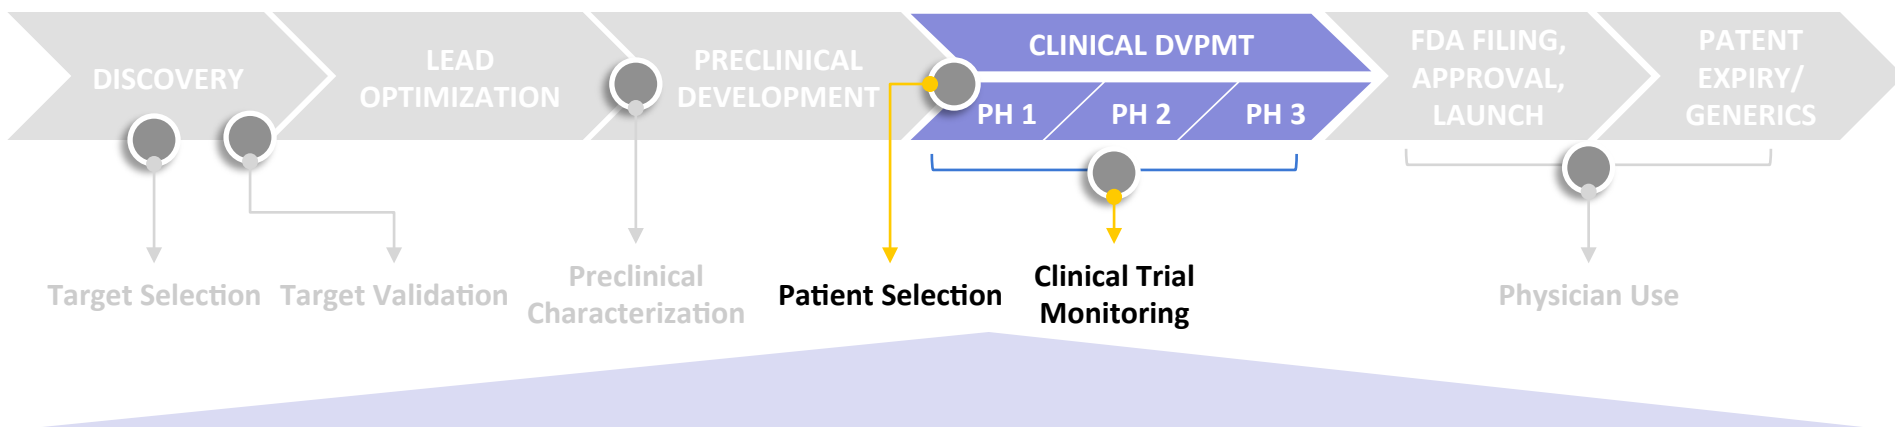 DISCOVERY
LEAD
OPTIMIZATION
PRECLINICAL
DEVELOPMENT
CLINICAL DVPMT
PH 1
PH 2
PH 3
FDA FILING,
APPROVAL,
LAUNCH
PATENT
EXPIRY/
GENERICS
Target Selection
Target Validation
Preclinical
Characterization
Patient Selection
Clinical Trial
Monitoring
Physician Use